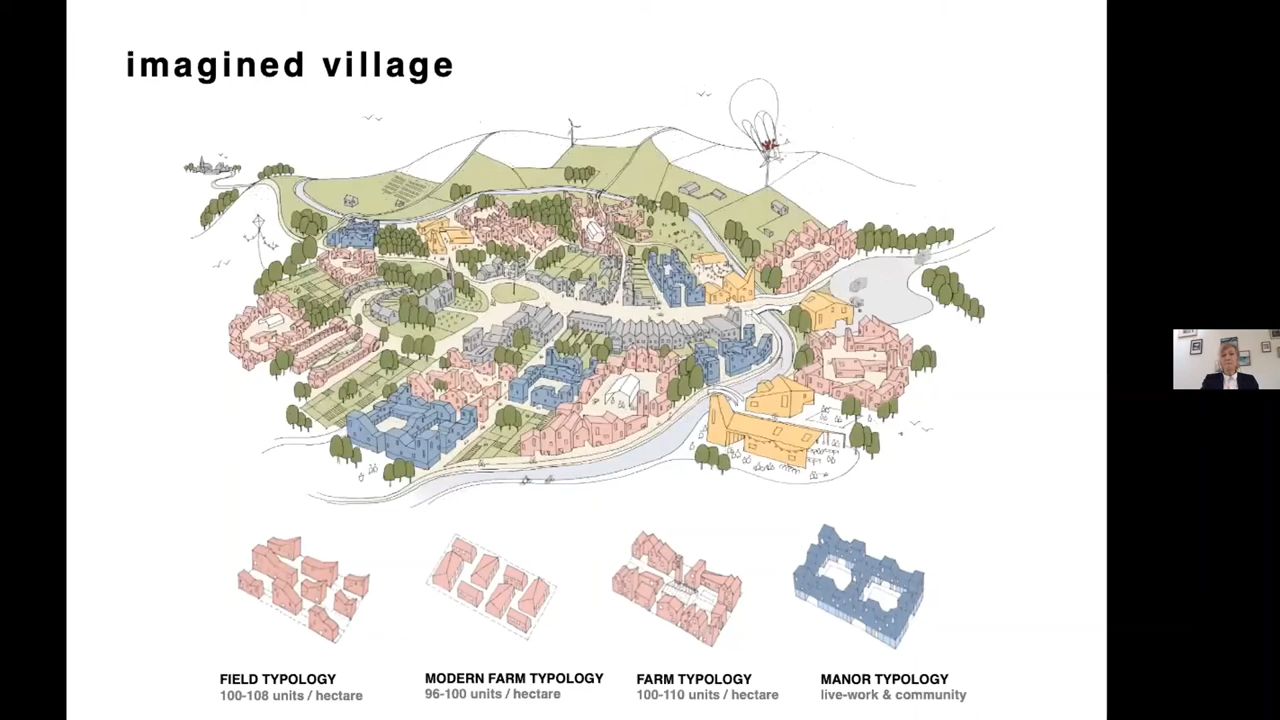 imagined village
FIELD TYPOLOGY
100-108 units / hectare
MODERN FARM TYPOLOGY
96-100 units / hectare
FARM TYPOLOGY
100-110 units / hectare
MANOR TYPOLOGY
live-work & community